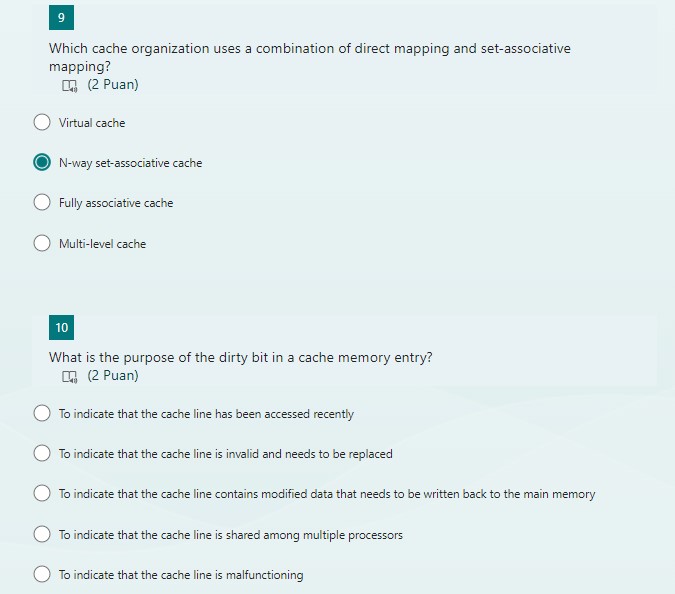 9
Which cache organization uses a combination of direct mapping and set-associative
mapping?
(2 Puan)
Virtual cache
N-way set-associative cache
Fully associative cache
Multi-level cache
10
What is the purpose of the dirty bit in a cache memory entry?
(2 Puan)
To indicate that the cache line has been accessed recently
To indicate that the cache line is invalid and needs to be replaced
To indicate that the cache line contains modified data that needs to be written back to the main memory
To indicate that the cache line is shared among multiple processors
To indicate that the cache line is malfunctioning